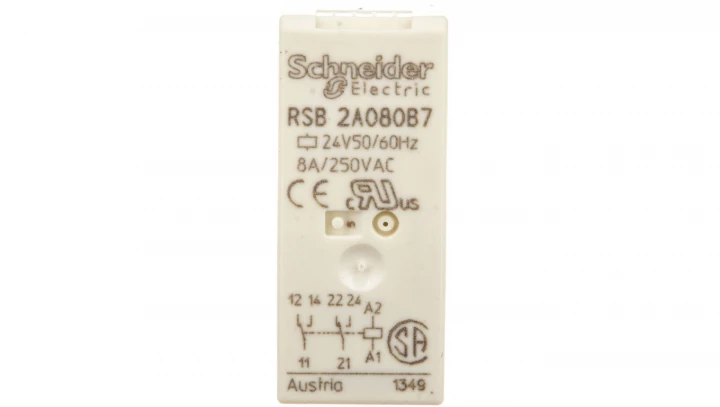 Schneider
Electric
RSB 2A080B7
24V50/60Hz
8A/250VAC
CE c RU us
12 14 22 24 A2
11 21 A1
SA
Austria 1349